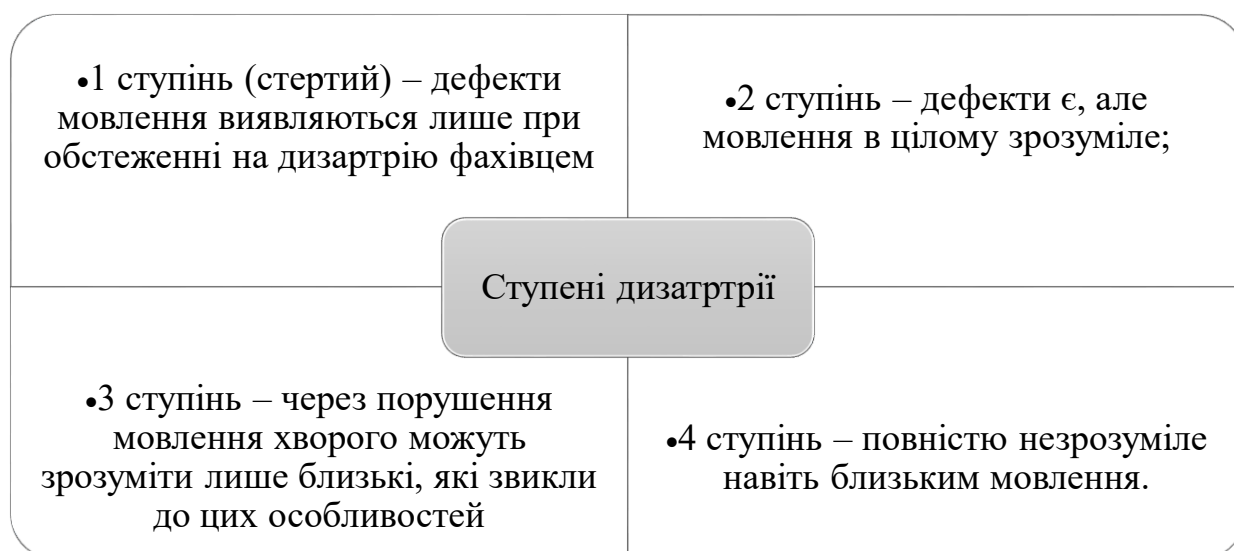 •1 ступінь (стертий) – дефекти
мовлення виявляються лише при
обстеженні на дизартрію фахівцем
•2 ступінь – дефекти є, але
мовлення в цілому зрозуміле;
Ступені дизатртрії
•3 ступінь – через порушення
мовлення хворого можуть
зрозуміти лише близькі, які звикли
до цих особливостей
•4 ступінь – повністю незрозуміле
навіть близьким мовлення.